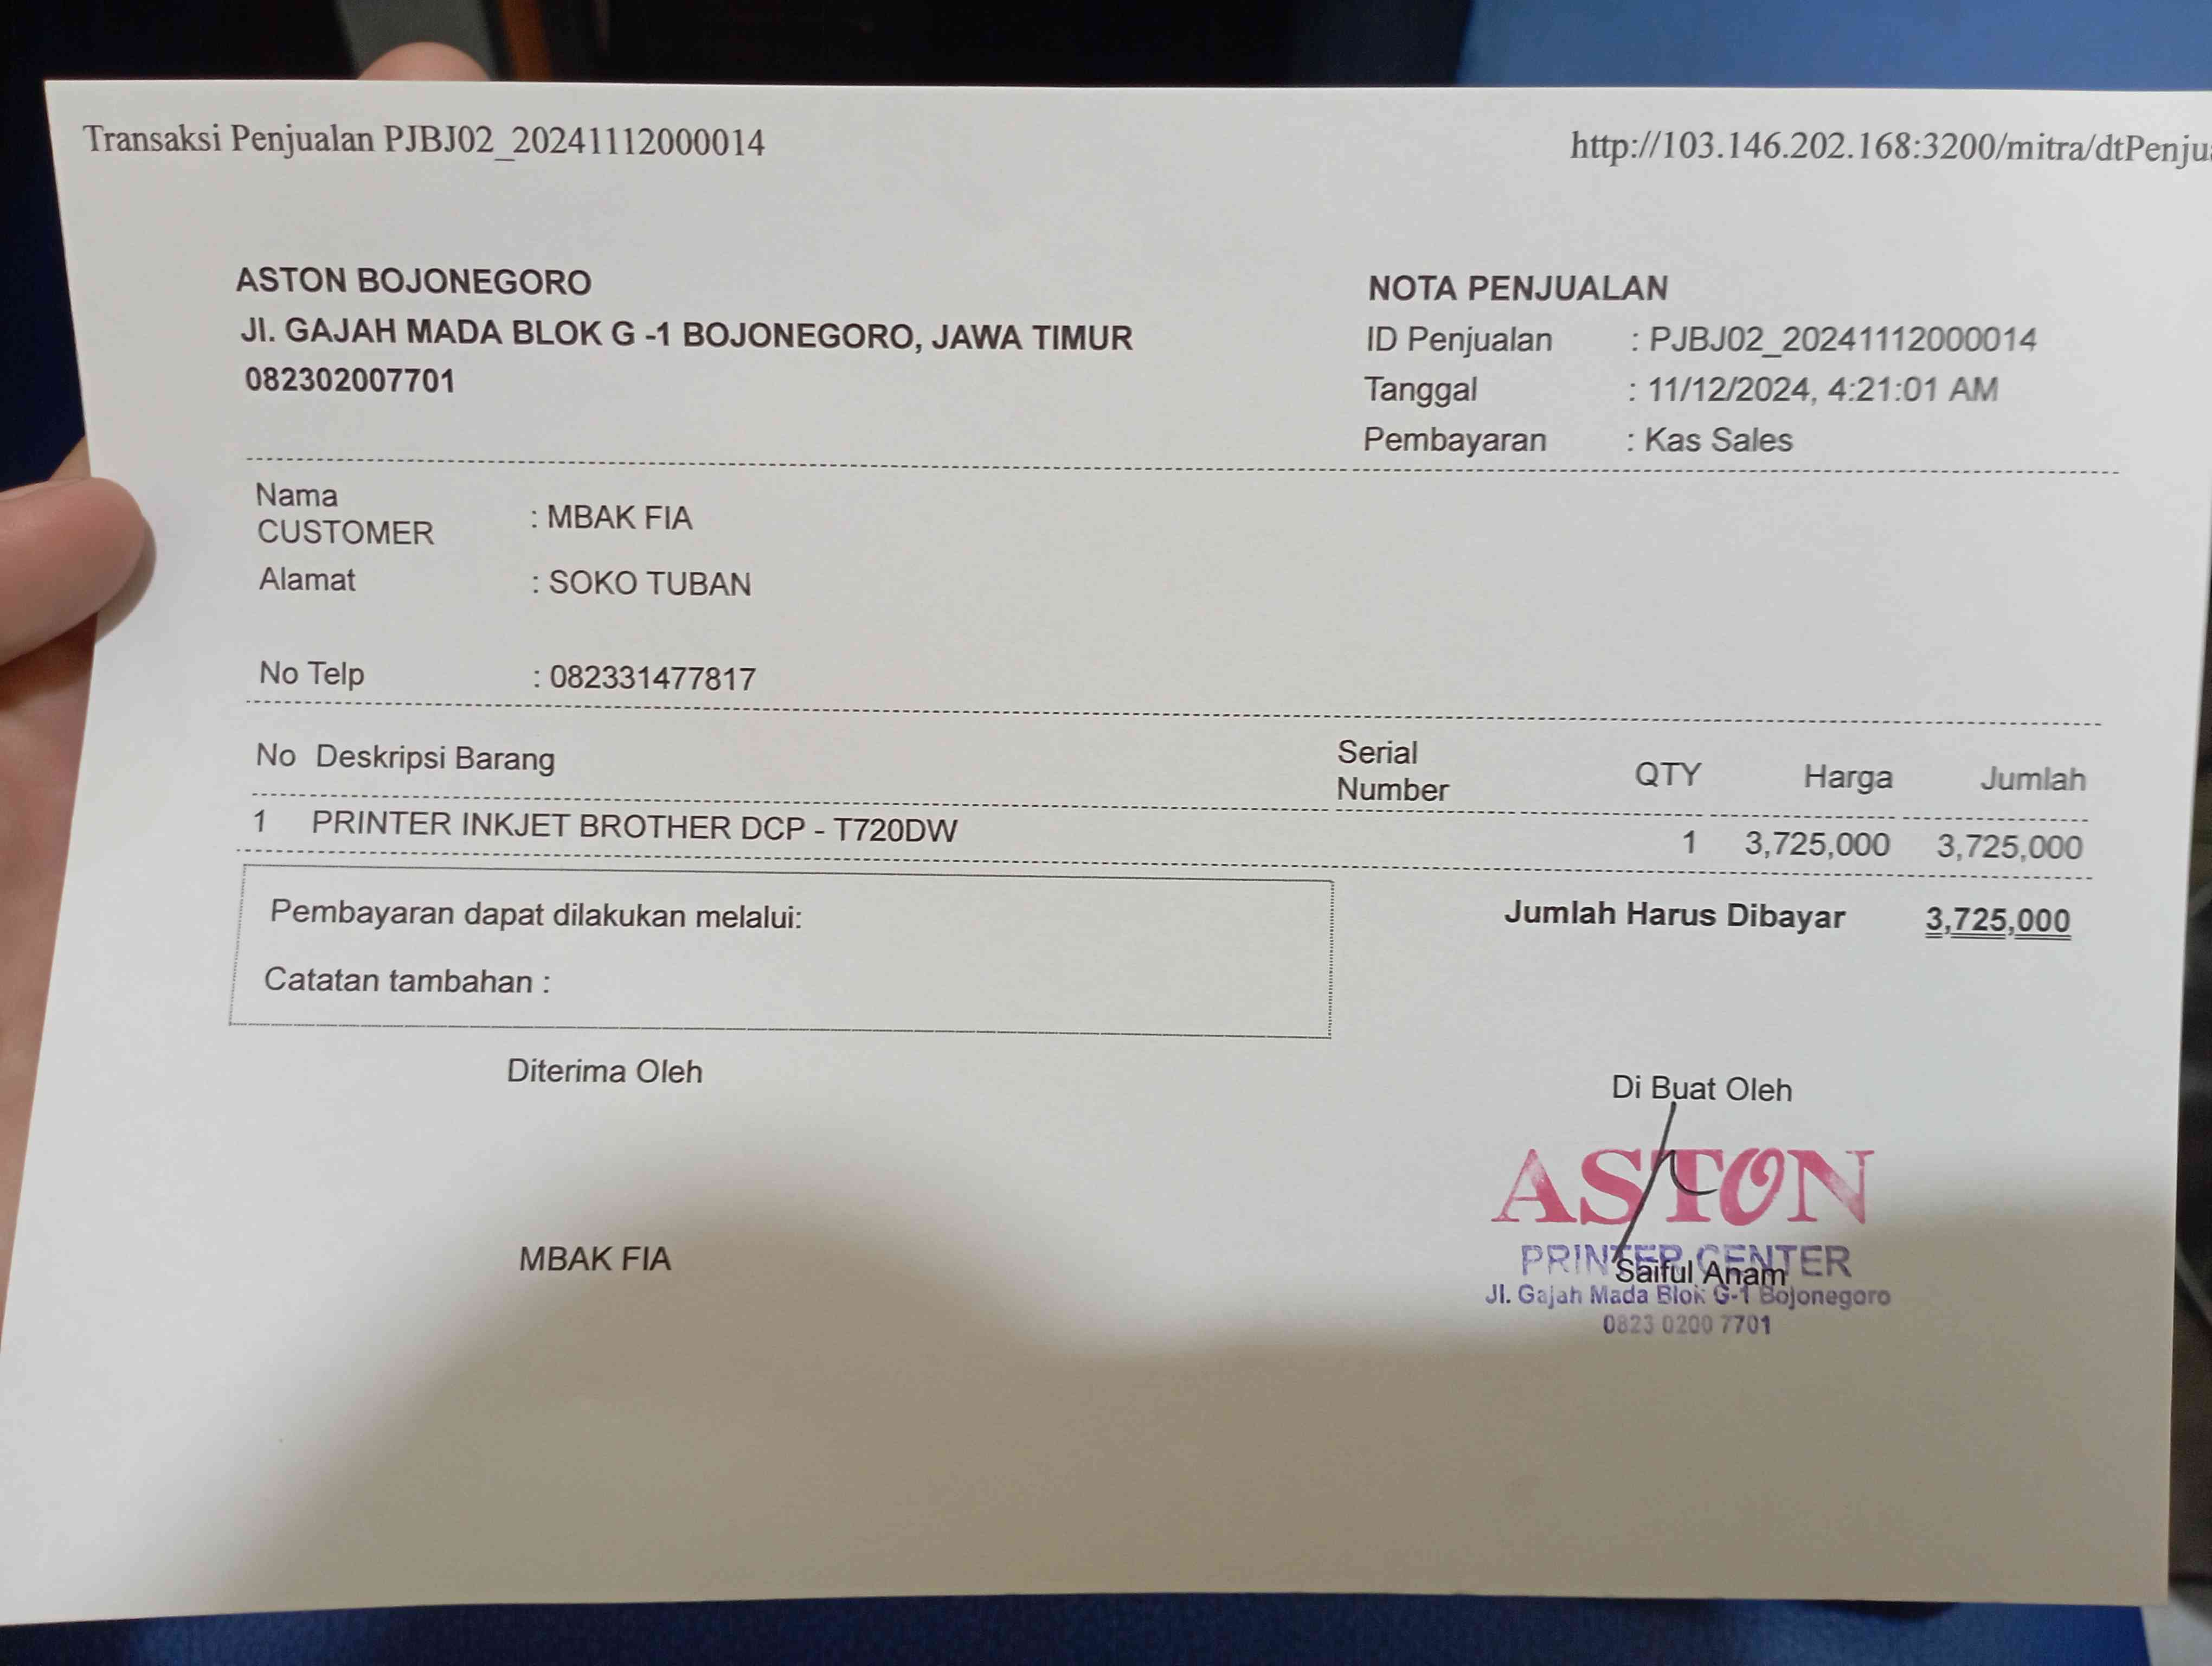 Transaksi Penjualan PJBJ02_20241112000014
http://103.146.202.168:3200/mitra/dtPenju
ASTON BOJONEGORO
Jl. GAJAH MADA BLOK G -1 BOJONEGORO, JAWA TIMUR
082302007701
NOTA PENJUALAN
ID Penjualan : PJBJ02_20241112000014
Tanggal : 11/12/2024, 4:21:01 AM
Pembayaran : Kas Sales
Nama
CUSTOMER : MBAK FIA
Alamat : SOKO TUBAN
No Telp : 082331477817
No Deskripsi Barang Serial Number QTY Harga Jumlah
1 PRINTER INKJET BROTHER DCP - T720DW 1 3,725,000 3,725,000
Pembayaran dapat dilakukan melalui:
Catatan tambahan :
Jumlah Harus Dibayar 3,725,000
Diterima Oleh
MBAK FIA
Di Buat Oleh
ASTON
PRINTER CENTER
Saiful Anam
Jl. Gajah Mada Blok G-1 Bojonegoro
0823 0200 7701